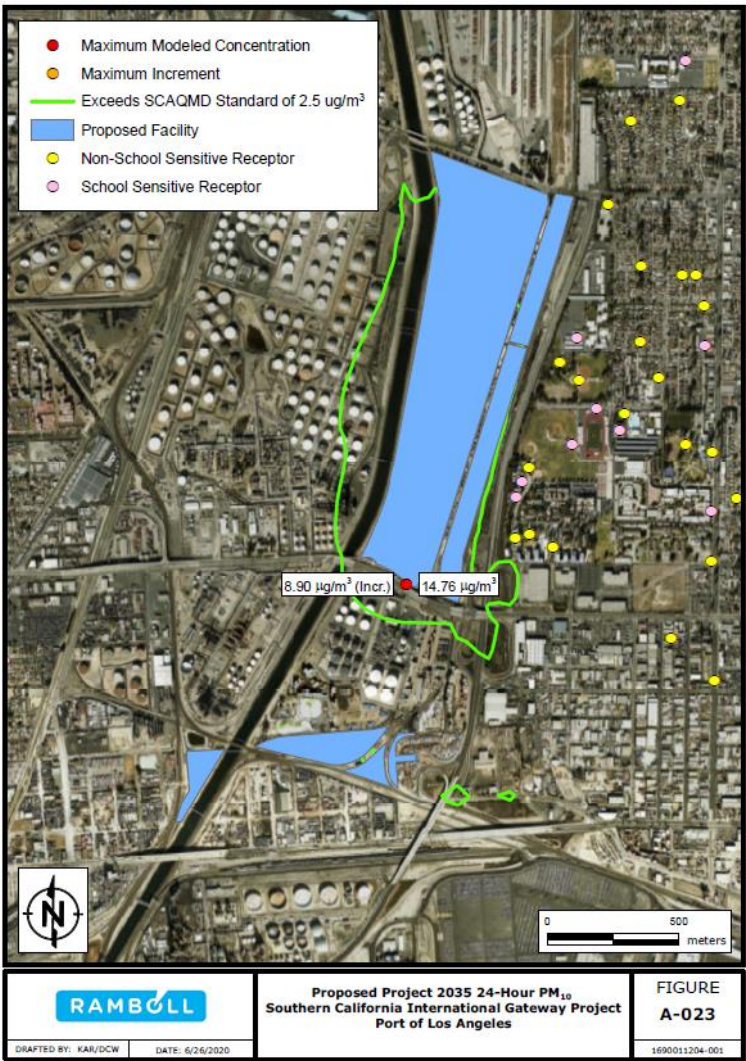 Maximum Modeled Concentration
Maximum Increment
Exceeds SCAQMD Standard of 2.5 ug/m³
Proposed Facility
Non-School Sensitive Receptor
School Sensitive Receptor
8.90 µg/m³ (Incr.)
14.76 µg/m³
N
0 500
meters
RAMBOLL
DRAFTED BY: KAR/DCW
DATE: 6/26/2020
Proposed Project 2035 24-Hour PM₁₀
Southern California International Gateway Project
Port of Los Angeles
FIGURE
A-023
1690011204-001